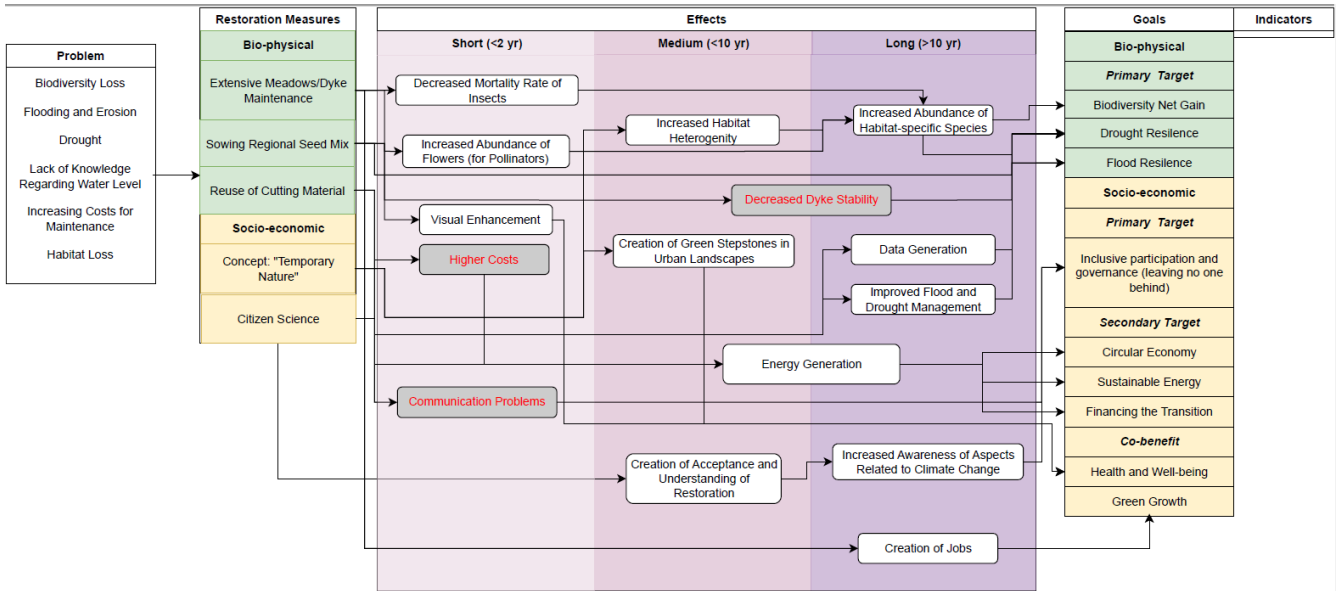 Restoration Measures
Effects
Goals
Indicators
Problem
Biodiversity Loss
Flooding and Erosion
Drought
Lack of Knowledge
Regarding Water Level
Increasing Costs for
Maintenance
Habitat Loss
Bio-physical
Extensive Meadows/Dyke
Maintenance
Sowing Regional Seed Mix
Reuse of Cutting Material
Socio-economic
Concept: "Temporary
Nature"
Citizen Science
Short (<2 yr)
Medium (<10 yr)
Long (>10 yr)
Decreased Mortality Rate of
Insects
Increased Abundance of
Flowers (for Pollinators)
Visual Enhancement
Higher Costs
Communication Problems
Increased Habitat
Heterogenity
Decreased Dyke Stability
Creation of Green Stepstones in
Urban Landscapes
Energy Generation
Creation of Acceptance and
Understanding of
Restoration
Increased Abundance of
Habitat-specific Species
Data Generation
Improved Flood and
Drought Management
Increased Awareness of Aspects
Related to Climate Change
Creation of Jobs
Bio-physical
Primary Target
Biodiversity Net Gain
Drought Resilence
Flood Resilence
Socio-economic
Primary Target
Inclusive participation and
governance (leaving no one
behind)
Secondary Target
Circular Economy
Sustainable Energy
Financing the Transition
Co-benefit
Health and Well-being
Green Growth